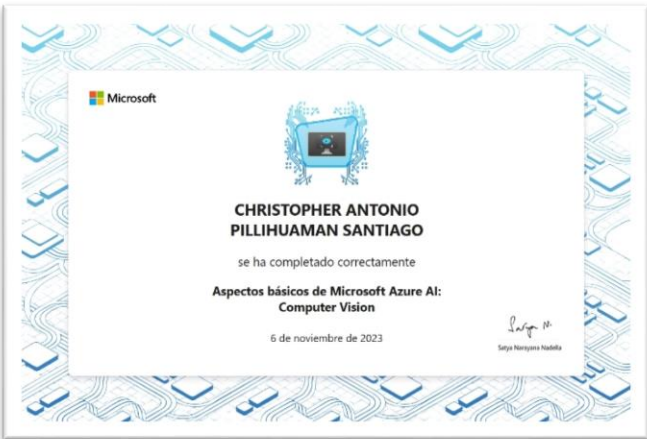 Microsoft
CHRISTOPHER ANTONIO
PILLIHUAMAN SANTIAGO
se ha completado correctamente
Aspectos básicos de Microsoft Azure AI:
Computer Vision
6 de noviembre de 2023
Satya N.
Satya Narayana Nadella